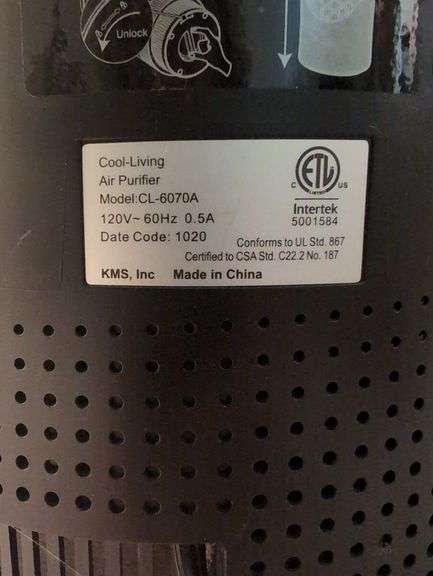 Unlock
Cool-Living
Air Purifier
Model:CL-6070A
120V~ 60Hz 0.5A
Date Code: 1020
KMS, Inc Made in China
C ETL US
Intertek
5001584
Conforms to UL Std. 867
Certified to CSA Std. C22.2 No. 187